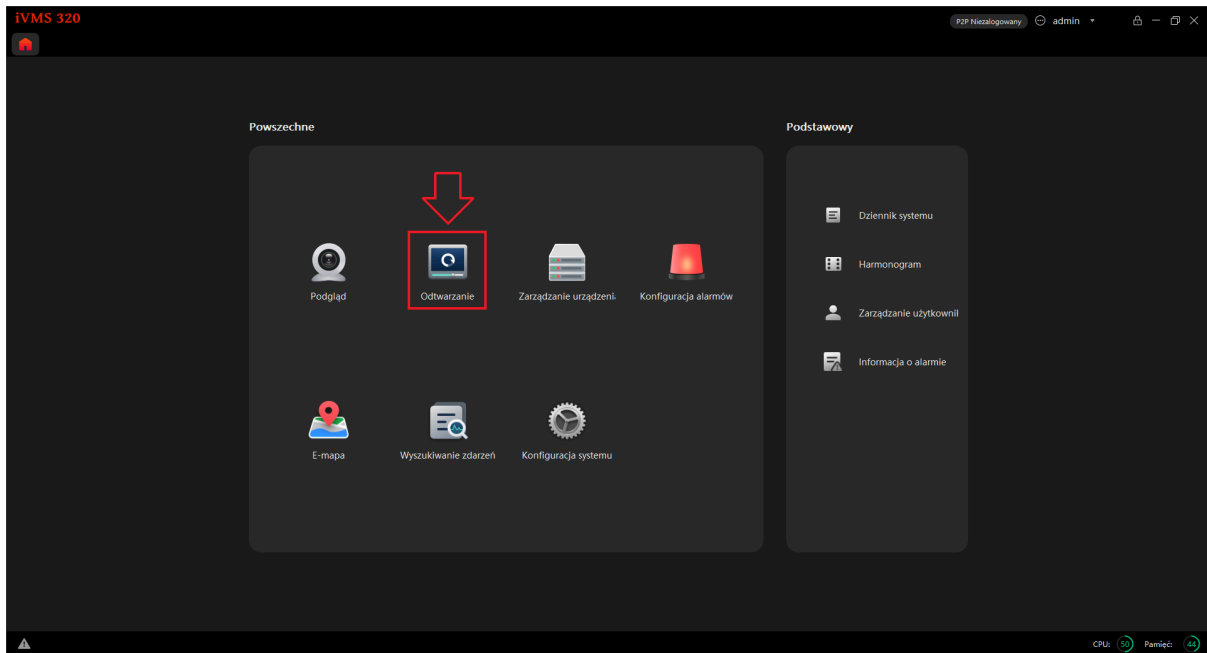 iVMS 320
P2P Niezalogowany
admin
Powszechne
Podstawowy
Podgląd
Odtwarzanie
Zarządzanie urządzeni
Konfiguracja alarmów
E-mapa
Wyszukiwanie zdarzeń
Konfiguracja systemu
Dziennik systemu
Harmonogram
Zarządzanie użytkownil
Informacja o alarmie
CPU: 50 Pamięć: 44